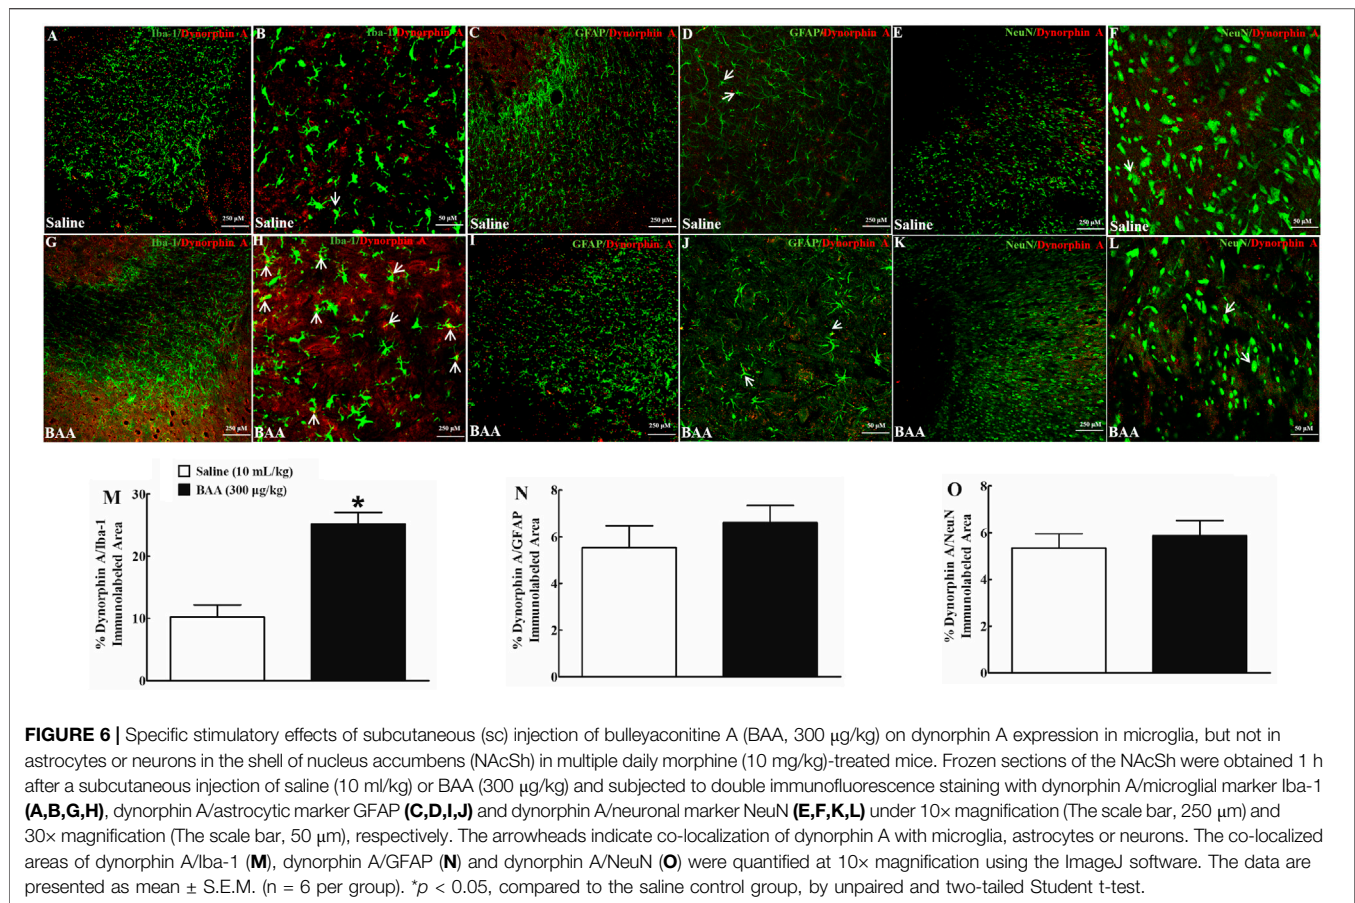 A
Iba-1/Dynorphin A
B
Iba-1/Dynorphin A
C
GFAP/Dynorphin A
D
GFAP/Dynorphin A
E
NeuN/Dynorphin A
F
NeuN/Dynorphin A
Saline
250 μM
Saline
50 μM
Saline
250 μM
Saline
50 μM
Saline
250 μM
Saline
50 μM
G
Iba-1/Dynorphin A
H
Iba-1/Dynorphin A
I
GFAP/Dynorphin A
J
GFAP/Dynorphin A
K
NeuN/Dynorphin A
L
NeuN/Dynorphin A
BAA
250 μM
BAA
50 μM
BAA
250 μM
BAA
50 μM
BAA
250 μM
BAA
50 μM
M
Saline (10 mL/kg)
BAA (300 μg/kg)
% Dynorphin A/Iba-1
Immunolabeled Area
30
20
10
0
*
N
% Dynorphin A/GFAP
Immunolabeled Area
8
6
4
2
0
O
% Dynorphin A/NeuN
Immunolabeled Area
8
6
4
2
0
FIGURE 6 | Specific stimulatory effects of subcutaneous (sc) injection of bulleyaconitine A (BAA, 300 μg/kg) on dynorphin A expression in microglia, but not in
astrocytes or neurons in the shell of nucleus accumbens (NAcSh) in multiple daily morphine (10 mg/kg)-treated mice. Frozen sections of the NAcSh were obtained 1 h
after a subcutaneous injection of saline (10 ml/kg) or BAA (300 μg/kg) and subjected to double immunofluorescence staining with dynorphin A/microglial marker Iba-1
(A,B,G,H), dynorphin A/astrocytic marker GFAP (C,D,I,J) and dynorphin A/neuronal marker NeuN (E,F,K,L) under 10× magnification (The scale bar, 250 μm) and
30× magnification (The scale bar, 50 μm), respectively. The arrowheads indicate co-localization of dynorphin A with microglia, astrocytes or neurons. The co-localized
areas of dynorphin A/Iba-1 (M), dynorphin A/GFAP (N) and dynorphin A/NeuN (O) were quantified at 10× magnification using the ImageJ software. The data are
presented as mean ± S.E.M. (n = 6 per group). *p < 0.05, compared to the saline control group, by unpaired and two-tailed Student t-test.